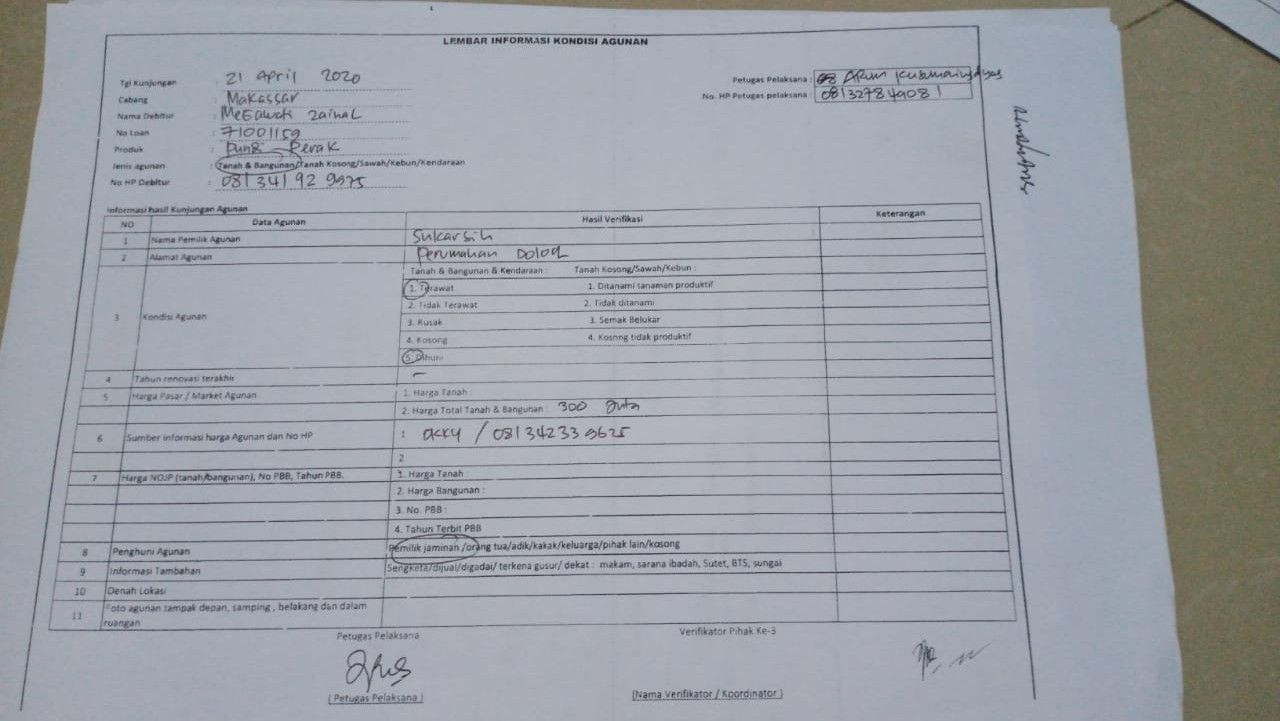 LEMBAR INFORMASI KONDISI AGUNAN
Tgl Kunjungan : 21 April 2020
Cabang : Makassar
Nama Debitur : Megawati Zainal
No Loan : 71001159
Produk : Pundi Perak
Jenis agunan : Tanah & Bangunan/Tanah Kosong/Sawah/Kebun/Kendaraan
No HP Debitur : 081341929975
Petugas Pelaksana : Arum
No. HP Petugas pelaksana : 081327849081
Informasi hasil Kunjungan Agunan
NO Data Agunan Hasil Verifikasi Keterangan
1 Nama Pemilik Agunan Sukarsih
2 Alamat Agunan Perumahan Dolog
Tanah & Bangunan & Kendaraan : Tanah Kosong/Sawah/Kebun :
3 Kondisi Agunan
1. Terawat 1. Ditanami tanaman produktif
2. Tidak Terawat 2. Tidak ditanami
3. Rusak 3. Semak Belukar
4. Kosong 4. Kosnng tidak produktif
5. Dihuni
4 Tahun renovasi terakhir –
5 Harga Pasar / Market Agunan 1. Harga Tanah :
2. Harga Total Tanah & Bangunan 300 Juta
6 Sumber informasi harga Agunan dan No HP : Okky / 081342339625
2
7 Harga NOJP (tanah/bangunan), No PBB, Tahun PBB. 1. Harga Tanah :
2. Harga Bangunan :
3. No. PBB :
4. Tahun Terbit PBB
8 Penghuni Agunan Pemilik jaminan /orang tua/adik/kakak/keluarga/pihak lain/kosong
9 Informasi Tambahan Sengketa/dijual/digadai/ terkena gusur/ dekat : makam, sarana ibadah, Sutet, BTS, sungai
10 Denah Lokasi
11 Foto agunan tampak depan, samping , belakang dan dalam
ruangan
Petugas Pelaksana Verifikator Pihak Ke-3
( Petugas Pelaksana ) (Nama Verifikator / Koordinator )